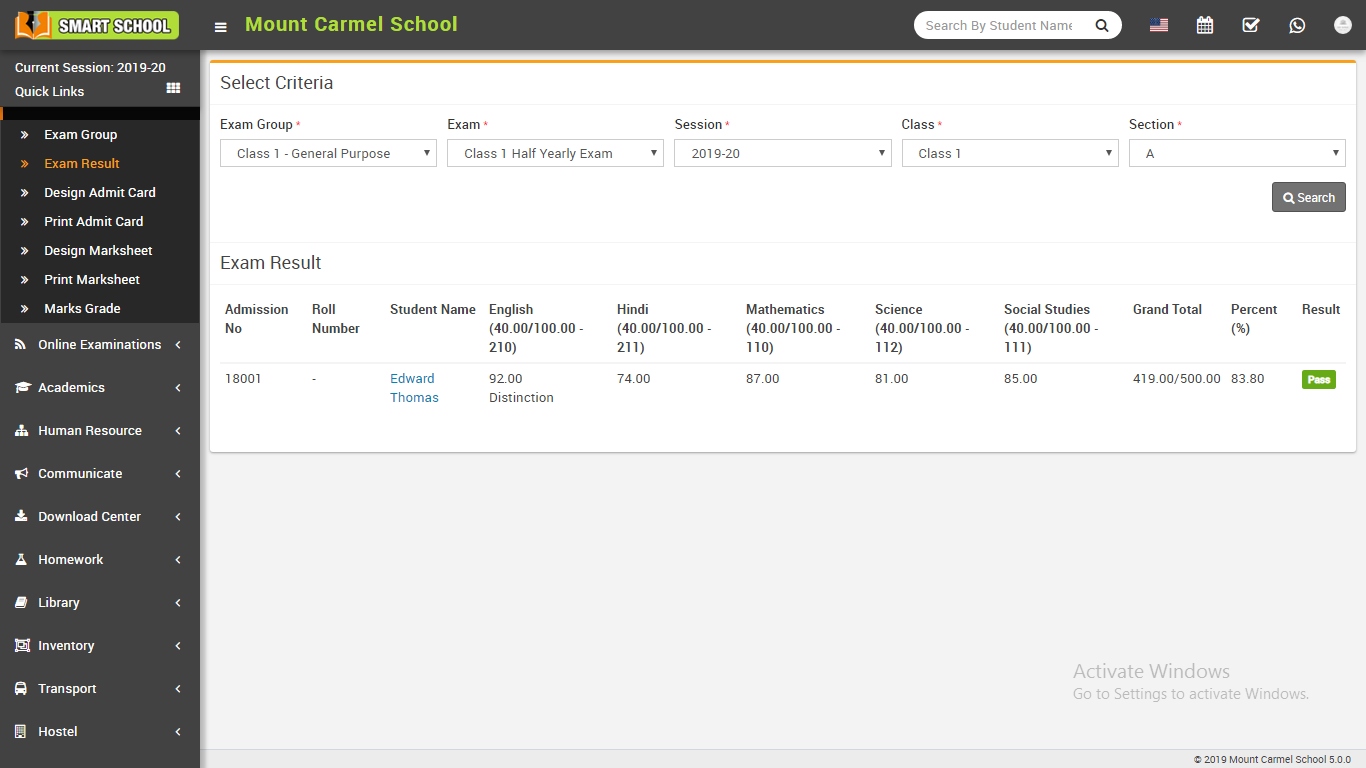 SMART SCHOOL
Mount Carmel School
Search By Student Name
Current Session: 2019-20
Quick Links
Exam Group
Exam Result
Design Admit Card
Print Admit Card
Design Marksheet
Print Marksheet
Marks Grade
Online Examinations
Academics
Human Resource
Communicate
Download Center
Homework
Library
Inventory
Transport
Hostel
Select Criteria
Exam Group * Exam * Session * Class * Section *
Class 1 - General Purpose Class 1 Half Yearly Exam 2019-20 Class 1 A
Search
Exam Result
Admission Roll Student Name English Hindi Mathematics Science Social Studies Grand Total Percent Result
No Number (40.00/100.00 - (40.00/100.00 - (40.00/100.00 - (40.00/100.00 - (40.00/100.00 - (%)
210) 211) 110) 112) 111)
18001 - Edward 92.00 74.00 87.00 81.00 85.00 419.00/500.00 83.80 Pass
Thomas Distinction
Activate Windows
Go to Settings to activate Windows.
© 2019 Mount Carmel School 5.0.0